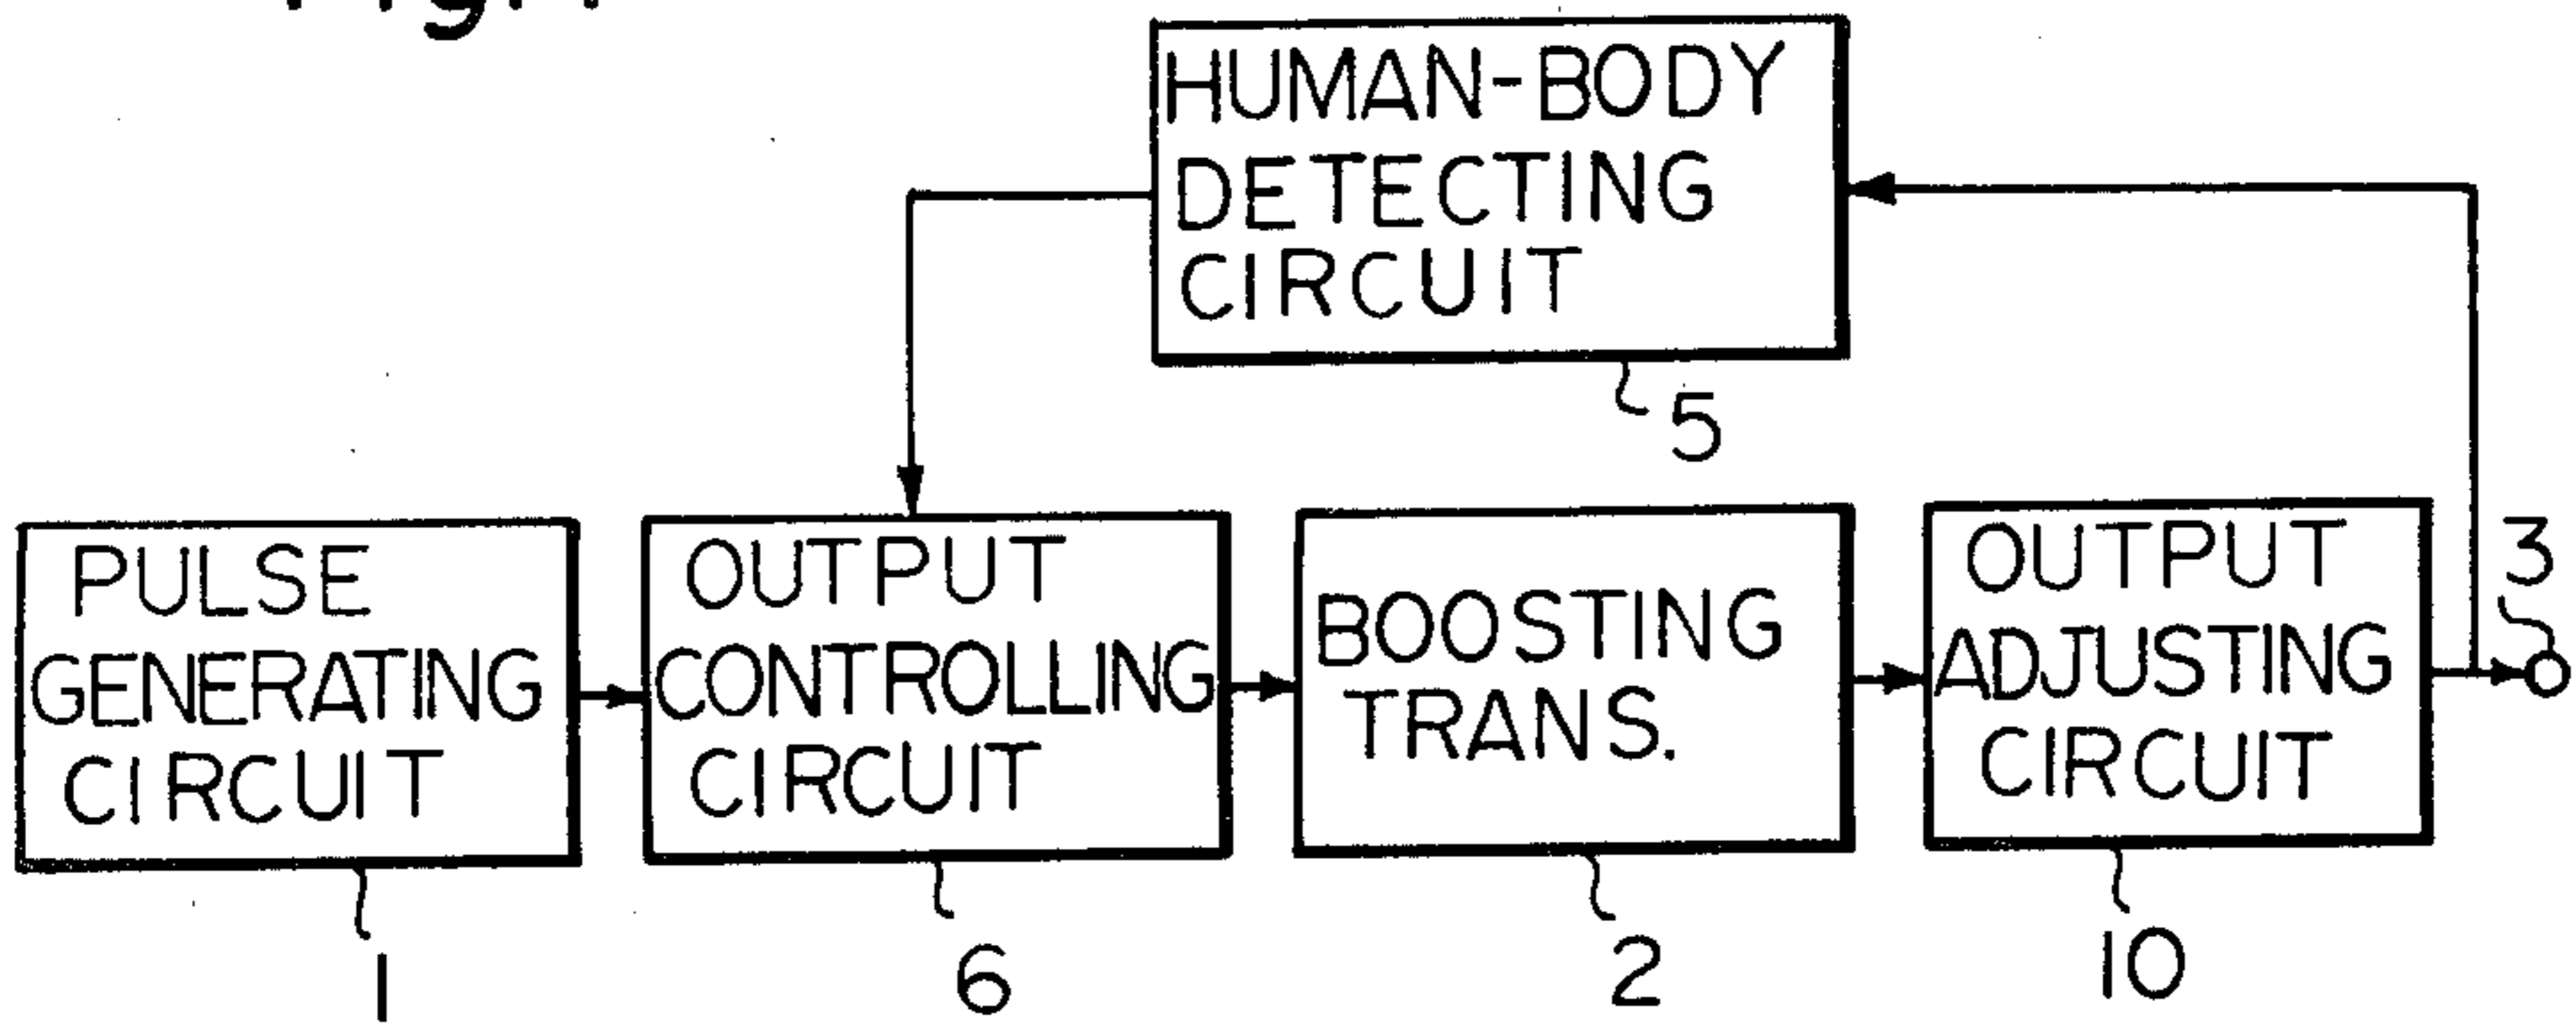 HUMAN-BODY
DETECTING
CIRCUIT
5
PULSE
GENERATING
CIRCUIT
1
OUTPUT
CONTROLLING
CIRCUIT
6
BOOSTING
TRANS.
2
OUTPUT
ADJUSTING
CIRCUIT
10
3